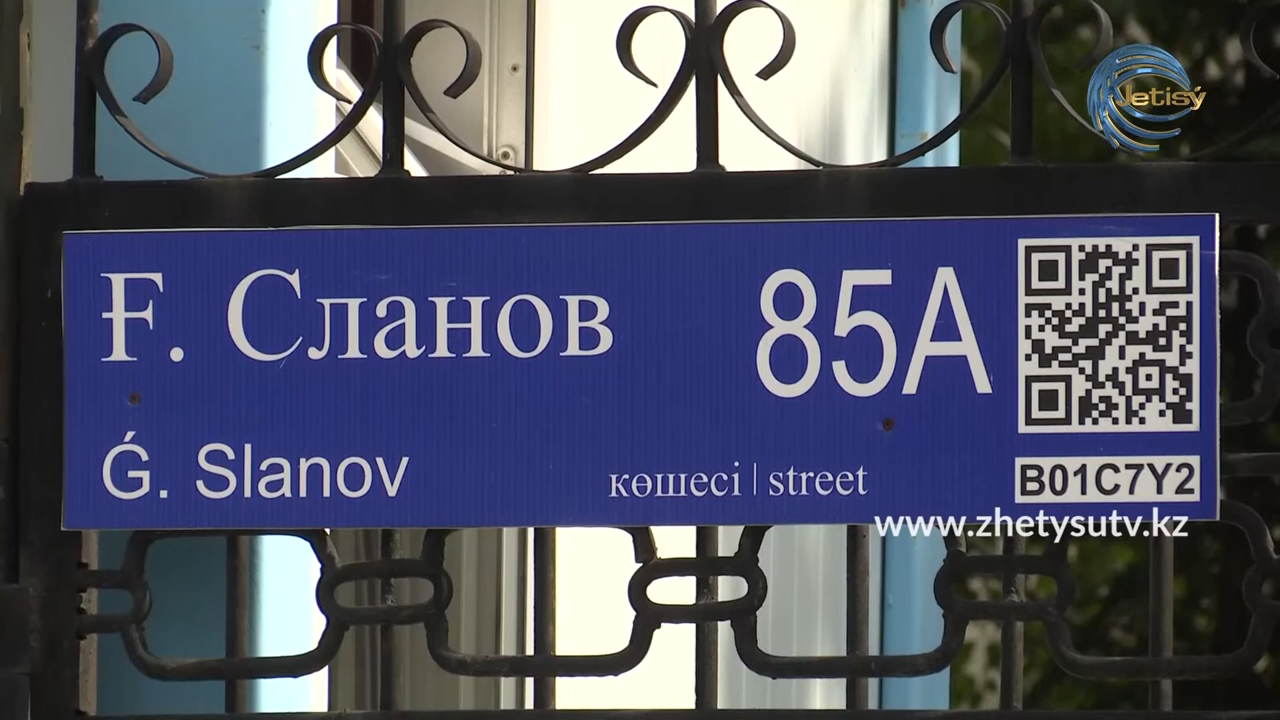 Jetisý
Ғ. Сланов 85A
Ǵ. Slanov
көшесі | street
B01C7Y2
www.zhetysutv.kz